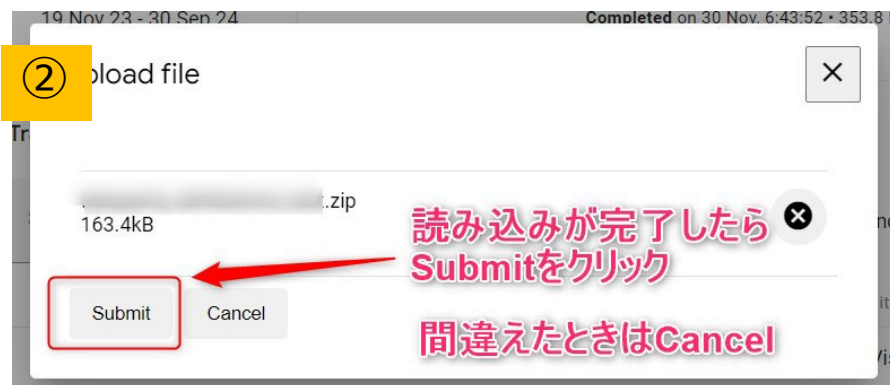 19 Nov 23 - 30 Sep 24
Completed on 30 Nov, 6:43:52 • 353.8
②
pload file
.zip
163.4kB
読み込みが完了したら
Submitをクリック
Submit
Cancel
間違えたときはCancel